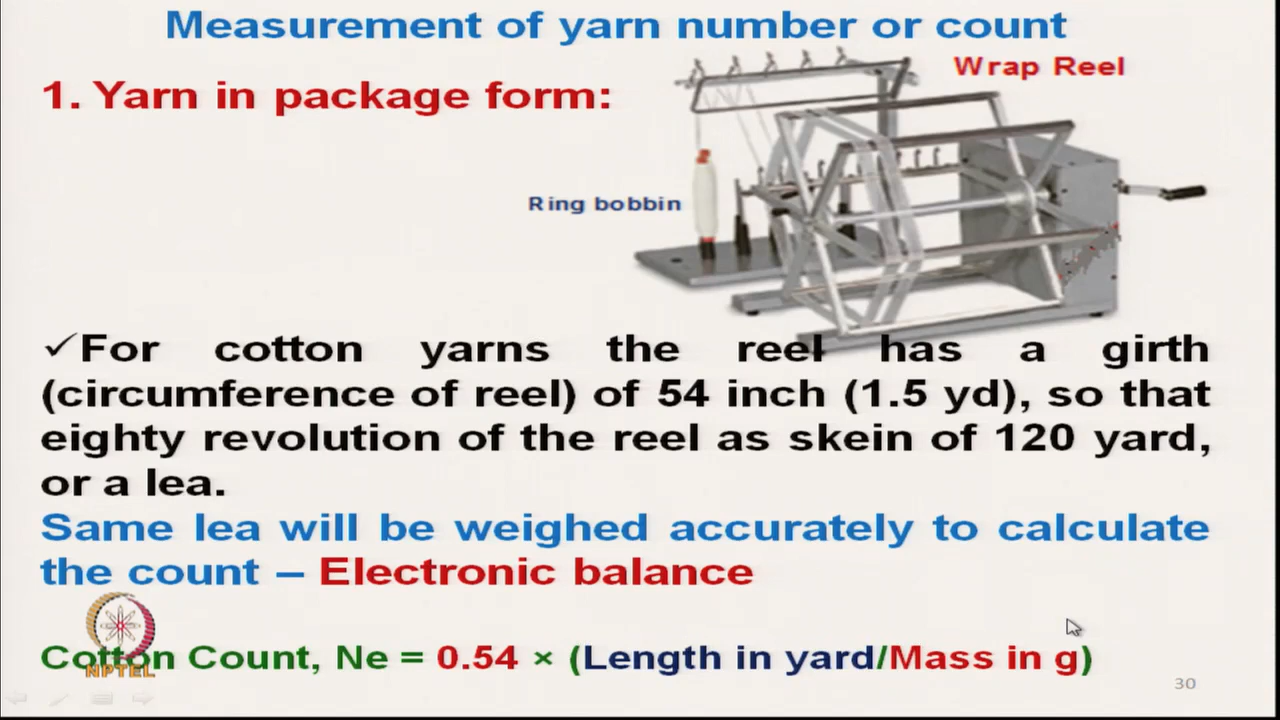 Measurement of yarn number or count
Wrap Reel
1. Yarn in package form:
Ring bobbin
✓For cotton yarns the reel has a girth
(circumference of reel) of 54 inch (1.5 yd), so that
eighty revolution of the reel as skein of 120 yard,
or a lea.
Same lea will be weighed accurately to calculate
the count – Electronic balance
Cotton Count, Ne = 0.54 × (Length in yard/Mass in g)
NPTEL
30